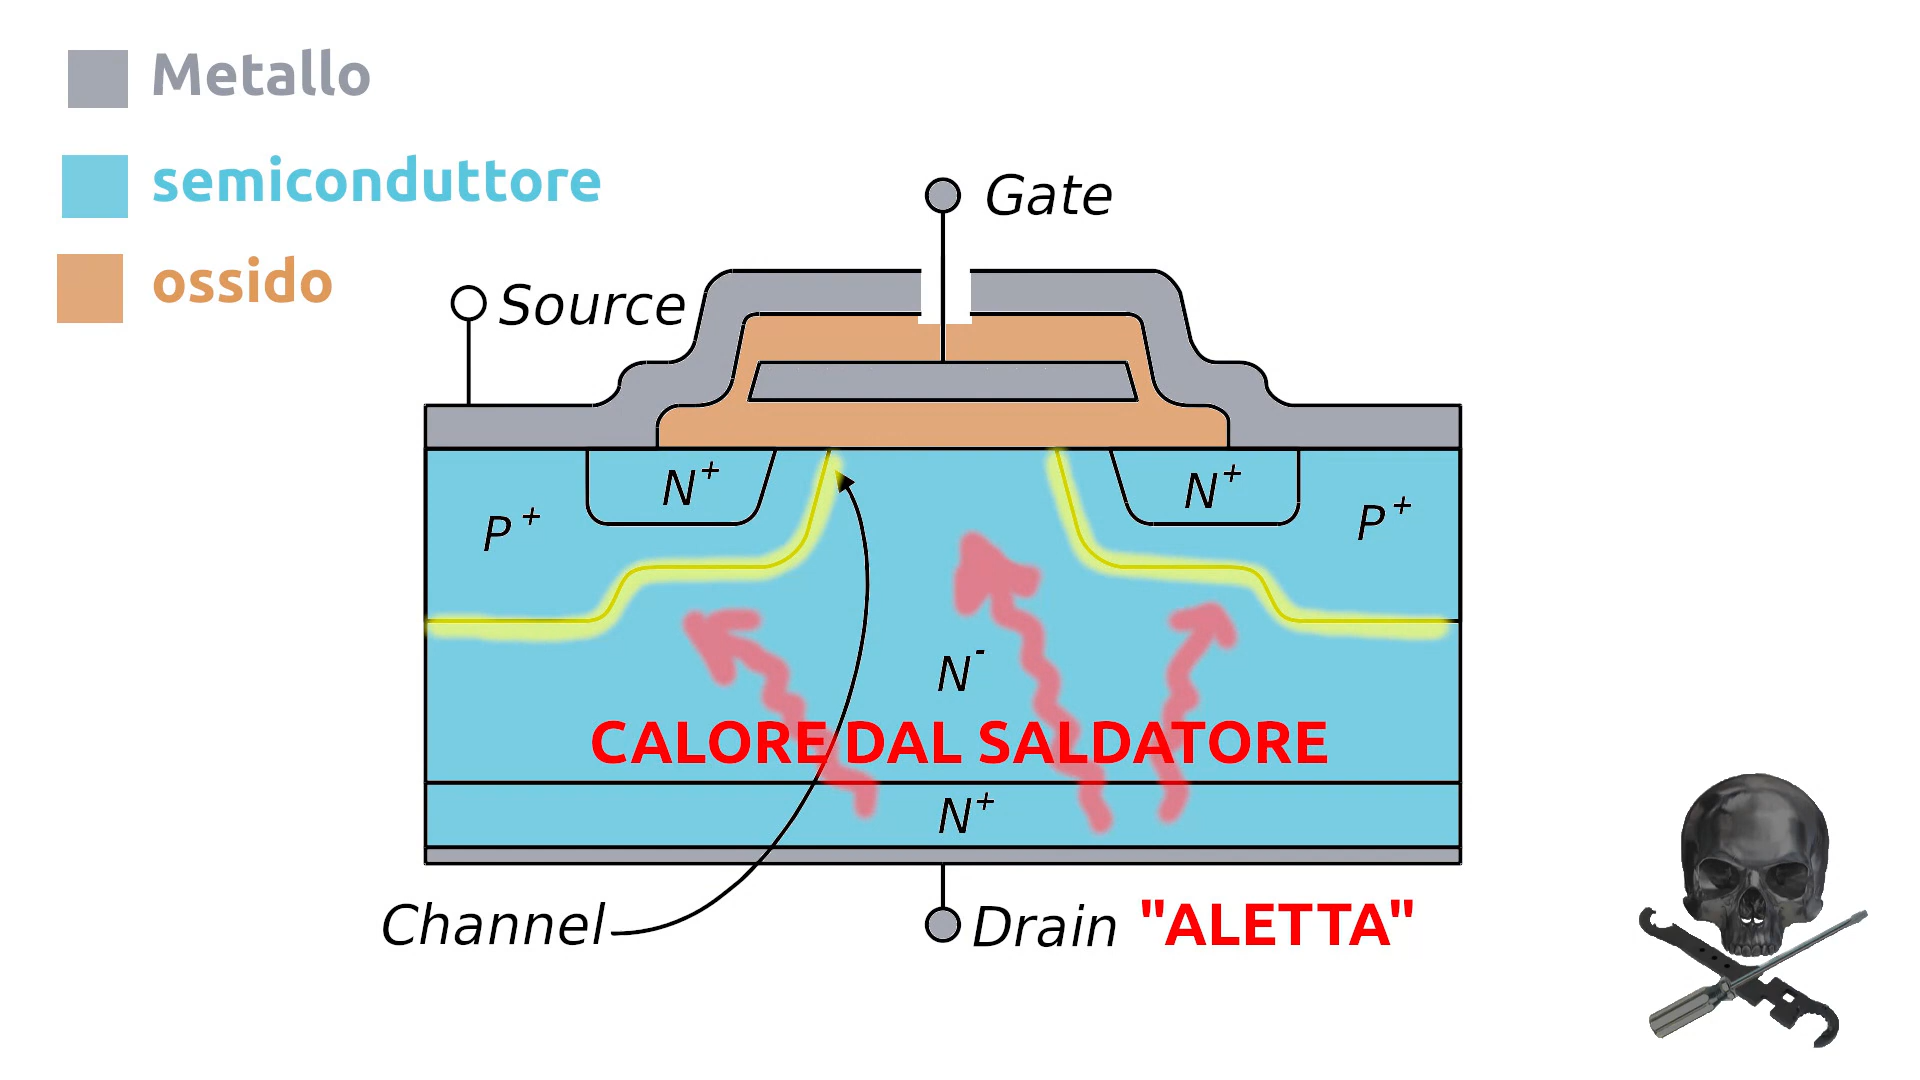 Metallo
semiconduttore
ossido
Gate
Source
N+
N+
P+
P+
N-
CALORE DAL SALDATORE
N+
Channel
Drain "ALETTA"